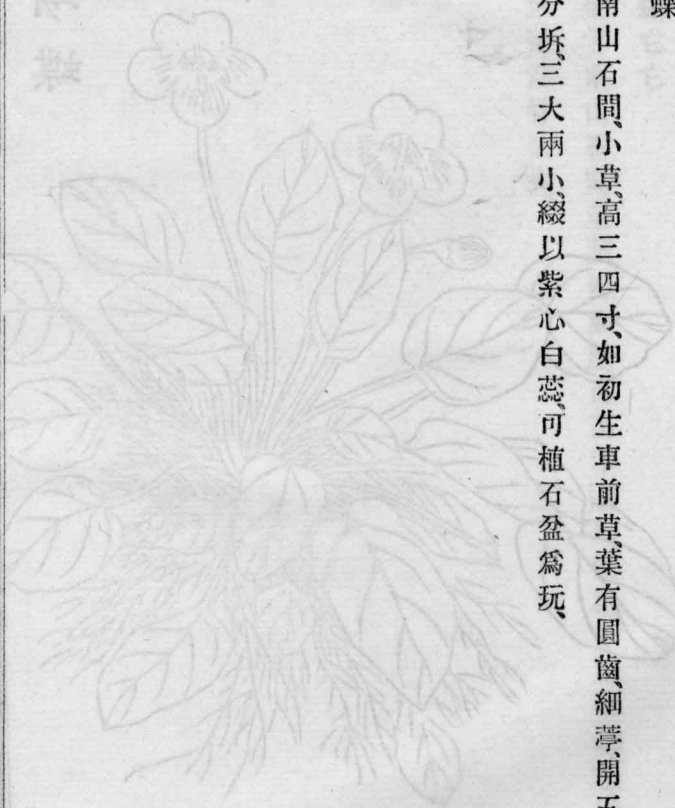 蝶
南山石間、小草、高三四寸、如初生車前草、葉有圓齒、細葶、開五
分坼、三大兩小、綴以紫心白蕊、可植石盆爲玩、